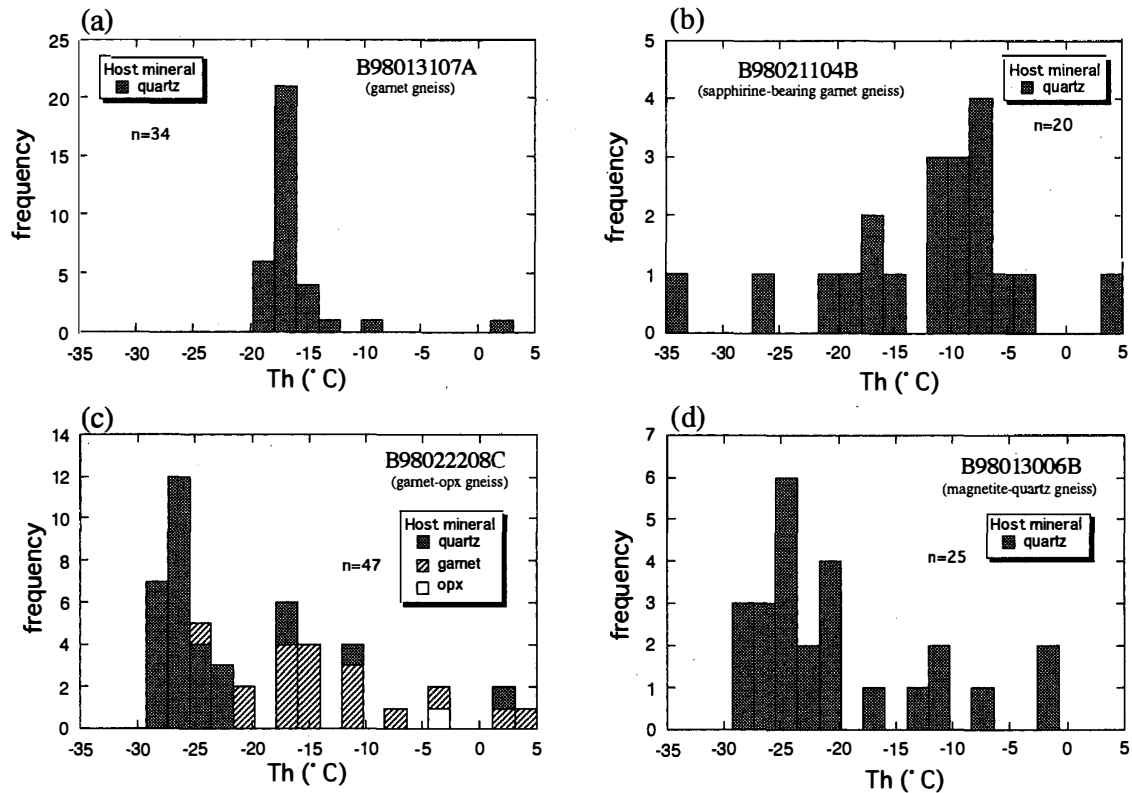 (a)
25
20
15
10
5
0
frequency
Host mineral
quartz
n=34
B98013107A
(garnet gneiss)
-35 -30 -25 -20 -15 -10 -5 0 5
Th (˚ C)
(b)
5
4
3
2
1
0
frequency
B98021104B
(sapphirine-bearing garnet gneiss)
Host mineral
quartz
n=20
-35 -30 -25 -20 -15 -10 -5 0 5
Th (˚ C)
(c)
14
12
10
8
6
4
2
0
frequency
B98022208C
(garnet-opx gneiss)
n=47
Host mineral
quartz
garnet
opx
-35 -30 -25 -20 -15 -10 -5 0 5
Th (˚ C)
(d)
7
6
5
4
3
2
1
0
frequency
B98013006B
(magnetite-quartz gneiss)
Host mineral
quartz
n=25
-35 -30 -25 -20 -15 -10 -5 0 5
Th (˚ C)